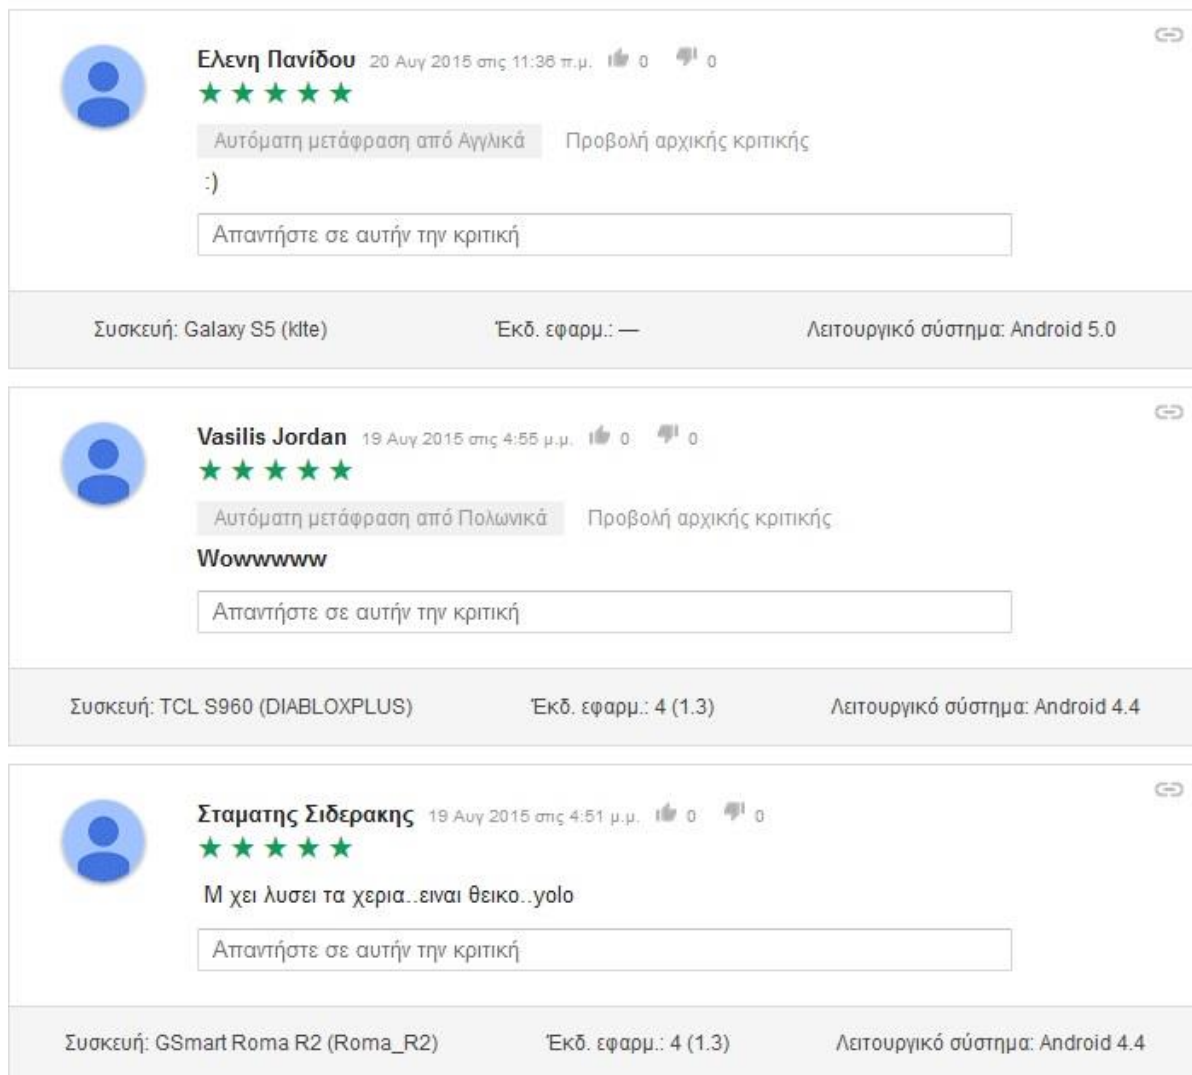 Ελενη Πανίδου 20 Αυγ 2015 στις 11:36 π.μ. 0 0
Αυτόματη μετάφραση από Αγγλικά Προβολή αρχικής κριτικής
:)
Απαντήστε σε αυτήν την κριτική
Συσκευή: Galaxy S5 (klte) Έκδ. εφαρμ.: — Λειτουργικό σύστημα: Android 5.0
Vasilis Jordan 19 Αυγ 2015 στις 4:55 μ.μ. 0 0
Αυτόματη μετάφραση από Πολωνικά Προβολή αρχικής κριτικής
Wowwwww
Απαντήστε σε αυτήν την κριτική
Συσκευή: TCL S960 (DIABLOXPLUS) Έκδ. εφαρμ.: 4 (1.3) Λειτουργικό σύστημα: Android 4.4
Σταματης Σιδερακης 19 Αυγ 2015 στις 4:51 μ.μ. 0 0
Μ χει λυσει τα χερια..ειναι θεικο..yolo
Απαντήστε σε αυτήν την κριτική
Συσκευή: GSmart Roma R2 (Roma_R2) Έκδ. εφαρμ.: 4 (1.3) Λειτουργικό σύστημα: Android 4.4